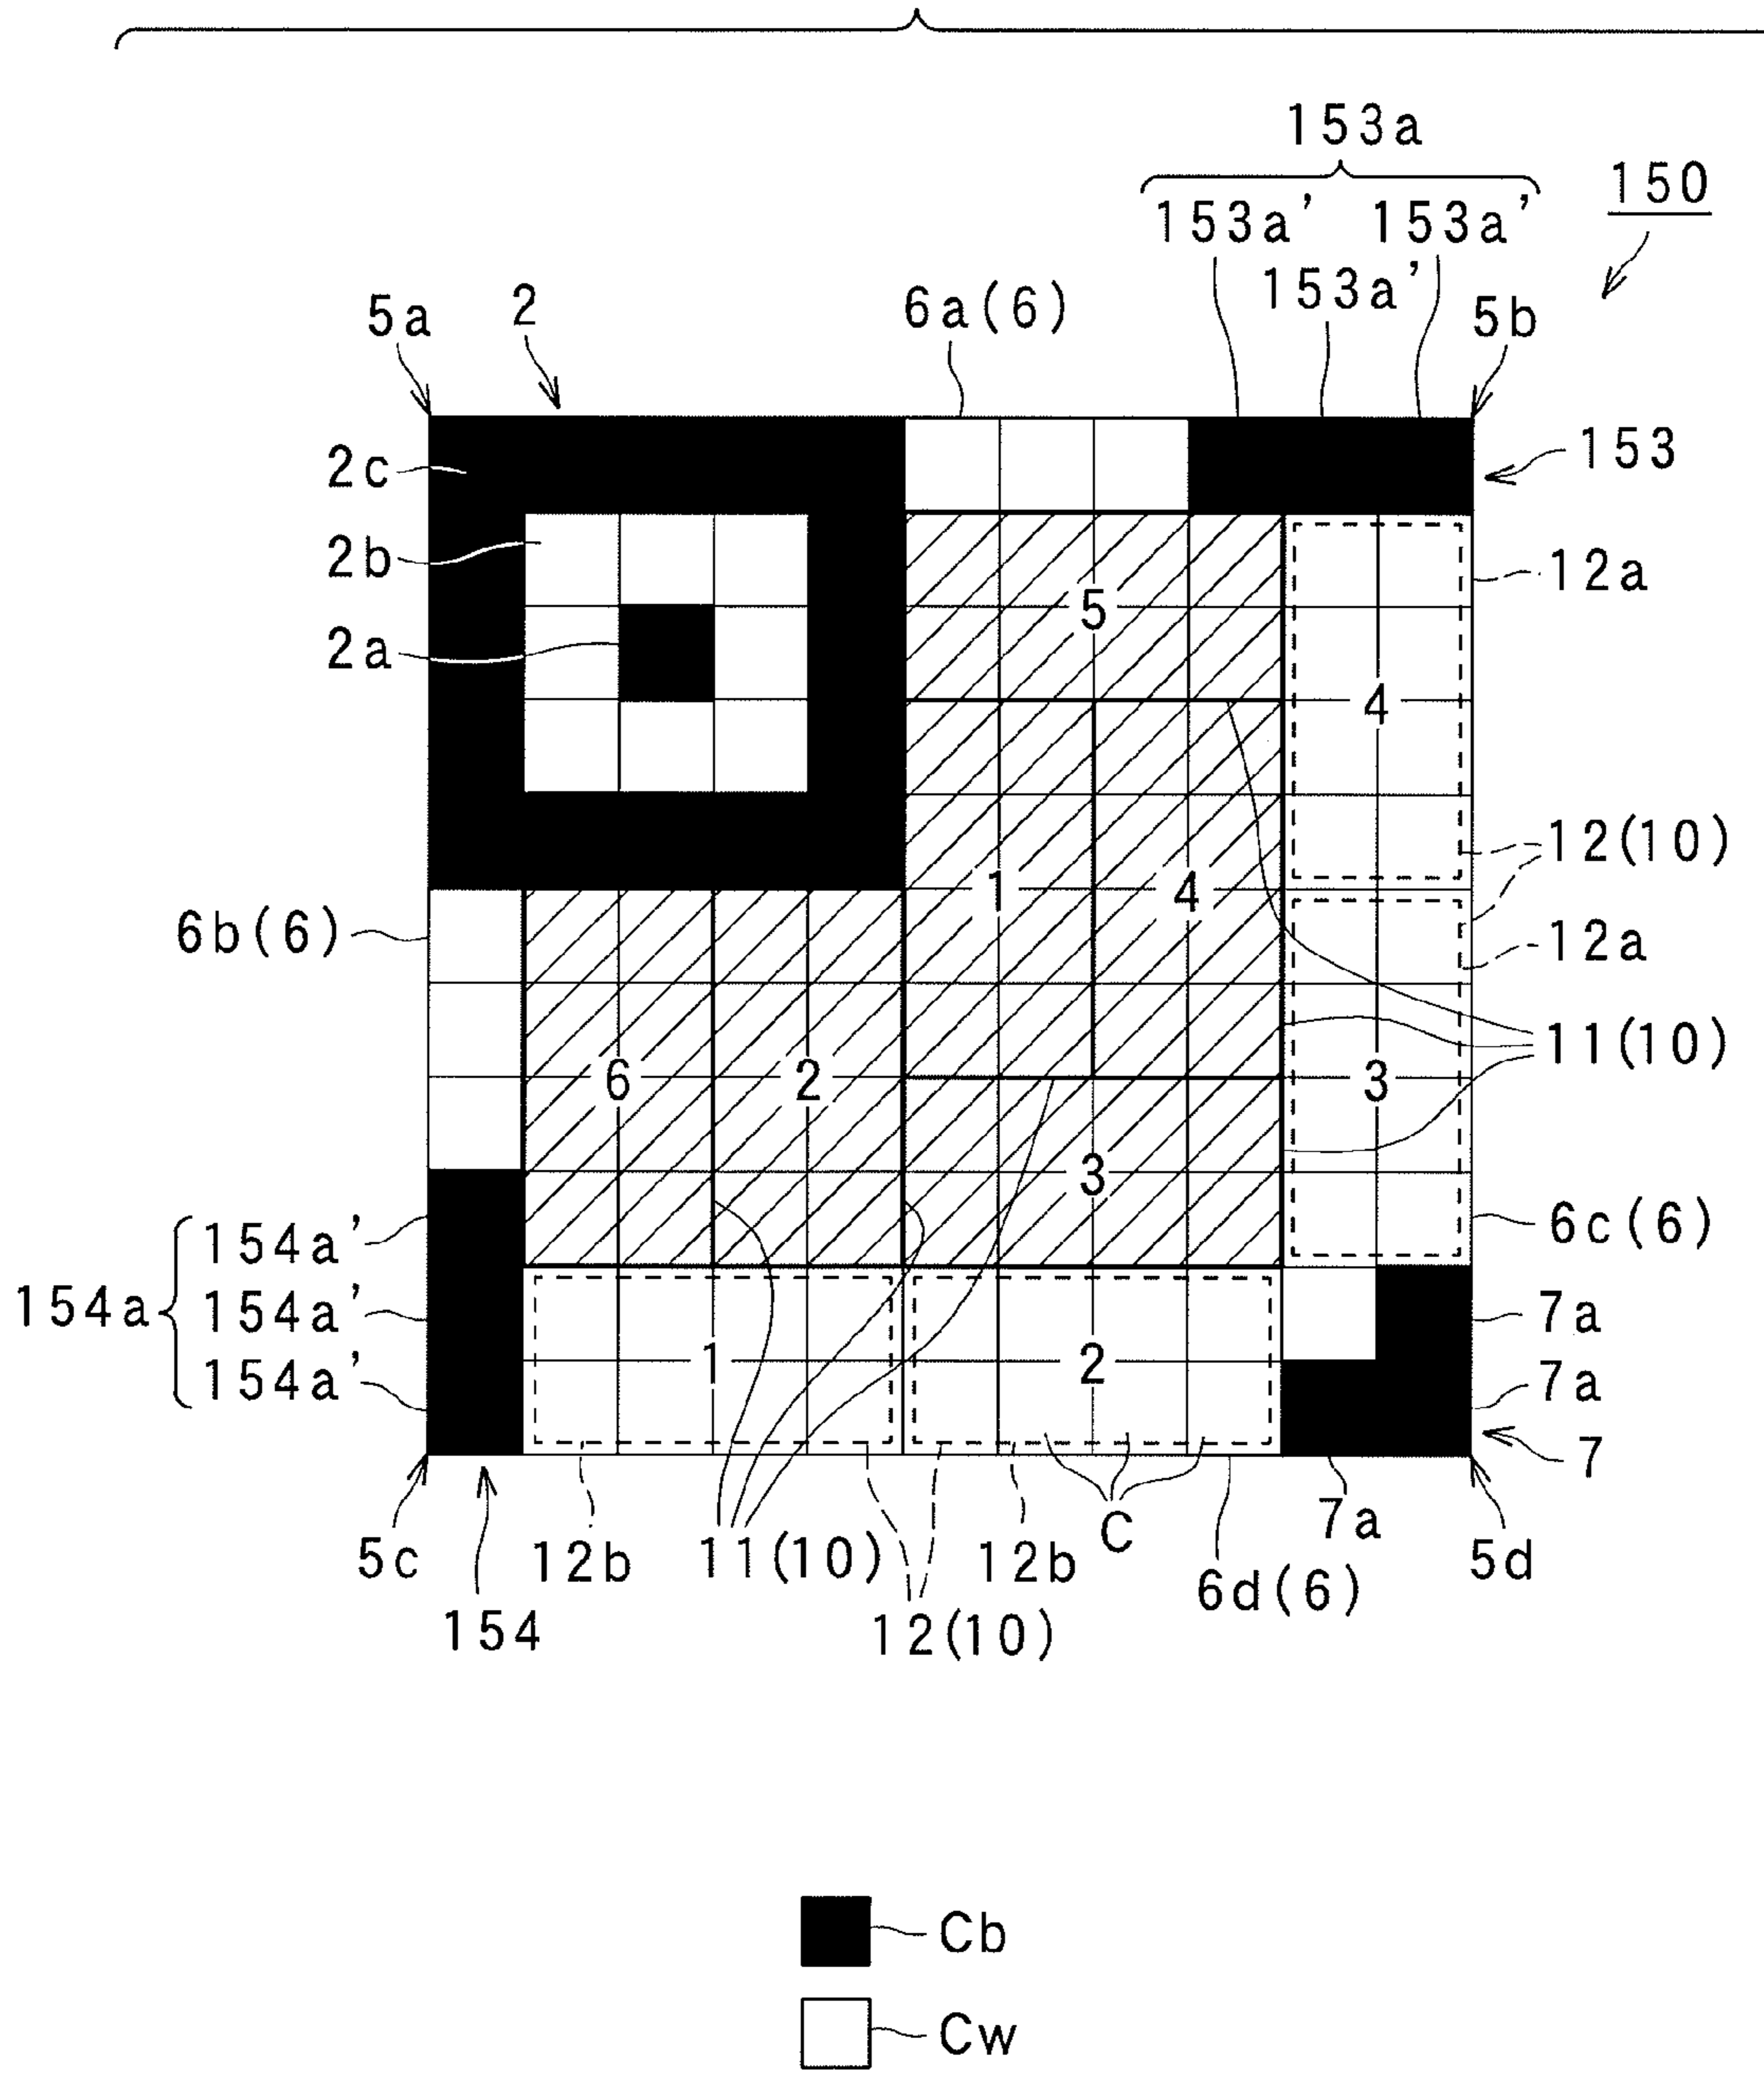 153a
150
153a' 153a'
153a'
5a 2 6a(6) 5b
2c 153
2b 12a
5
2a
4
12(10)
1 4
6b(6) 12a
11(10)
6 2 3
3
154a' 6c(6)
154a 154a' 7a
1 2
154a' 7a
7
7a
C
5c 12b 11(10) 12b 5d
6d(6)
154 12(10)
Cb
Cw